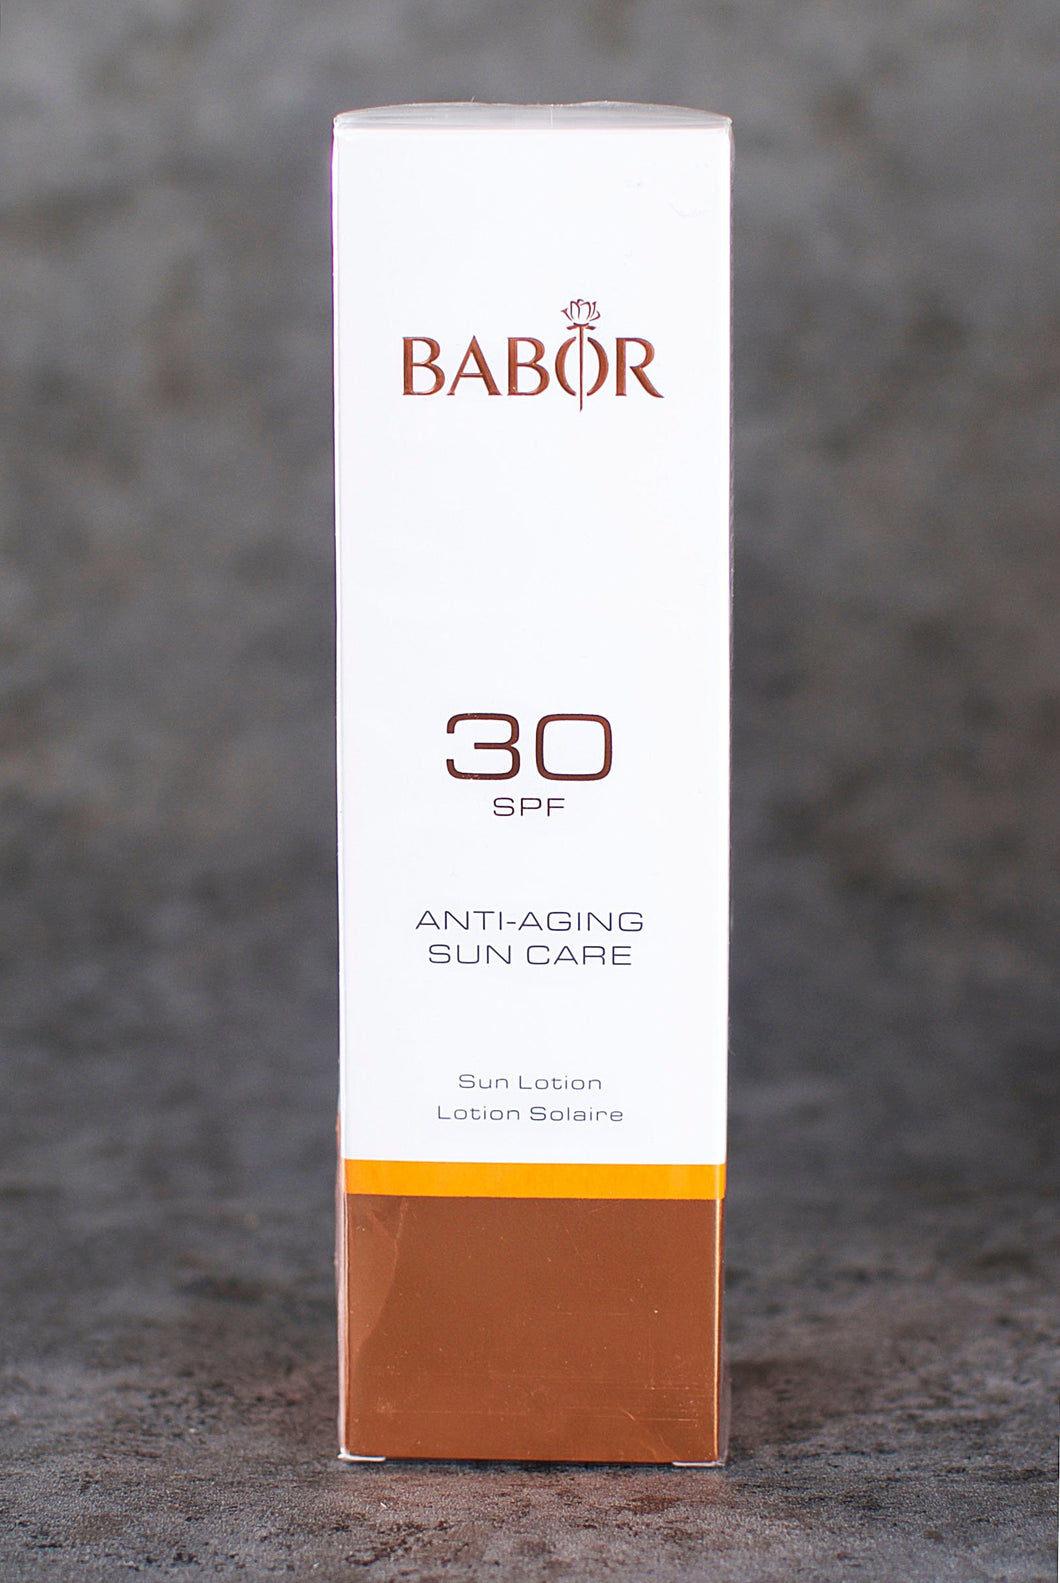 BABOR
30
SPF
ANTI-AGING
SUN CARE
Sun Lotion
Lotion Solaire